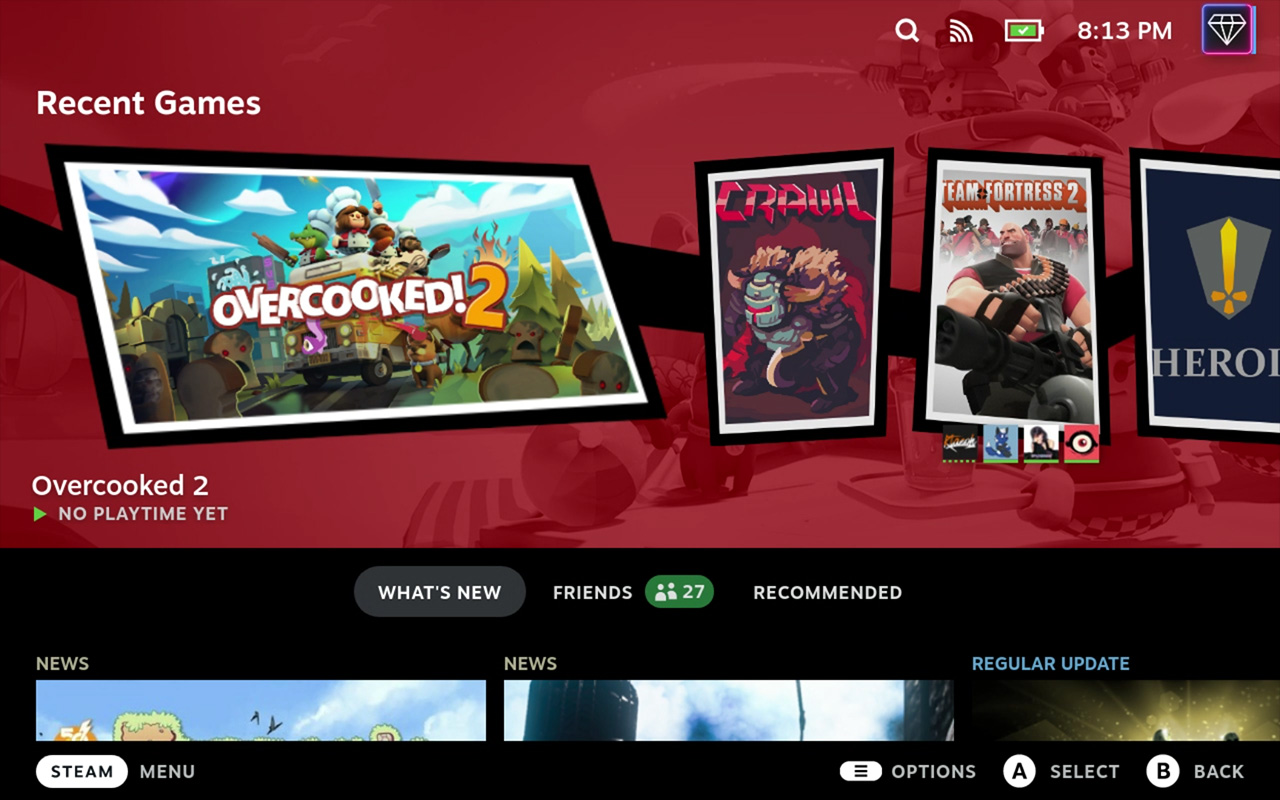 8:13 PM
Recent Games
OVERCOOKED! 2
CRAWL
TEAM FORTRESS 2
HEROI
Overcooked 2
NO PLAYTIME YET
WHAT'S NEW
FRIENDS 27
RECOMMENDED
NEWS
NEWS
REGULAR UPDATE
STEAM MENU
OPTIONS
A SELECT
B BACK